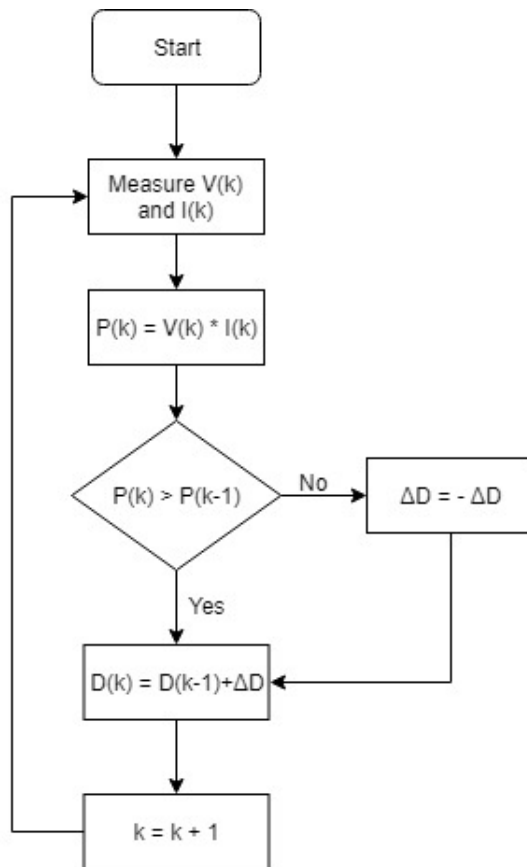 Start
Measure V(k)
and I(k)
P(k) = V(k) * I(k)
P(k) > P(k-1)
No
ΔD = - ΔD
Yes
D(k) = D(k-1)+ΔD
k = k + 1